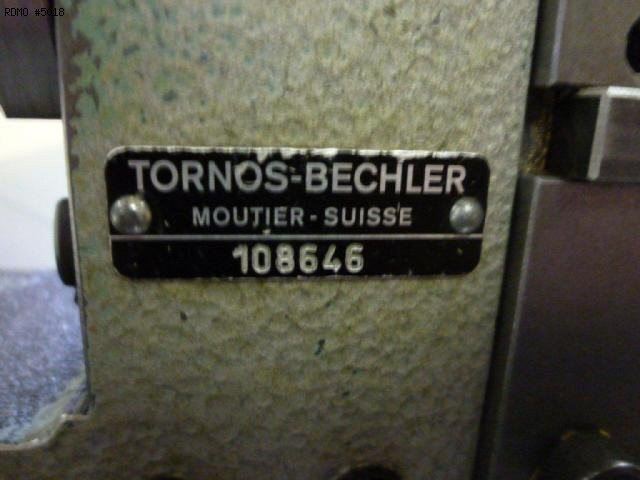 RDMO #5018
TORNOS-BECHLER
MOUTIER-SUISSE
108646